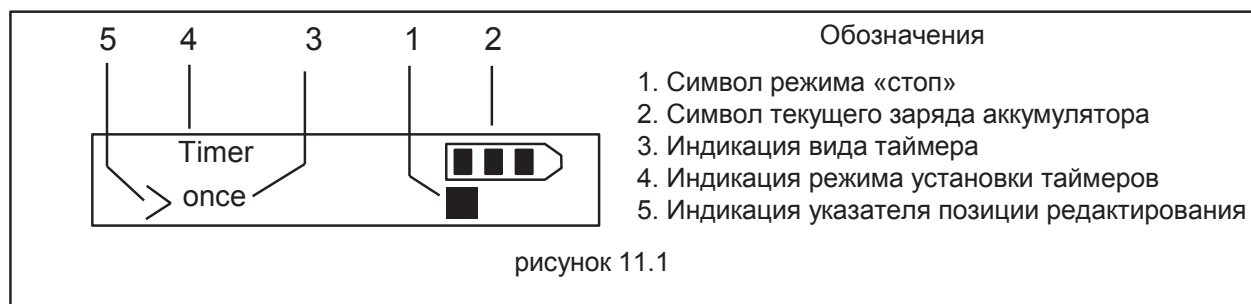 5 4 3 1 2
Обозначения
1. Символ режима «стоп»
2. Символ текущего заряда аккумулятора
3. Индикация вида таймера
4. Индикация режима установки таймеров
5. Индикация указателя позиции редактирования
Timer
once
рисунок 11.1